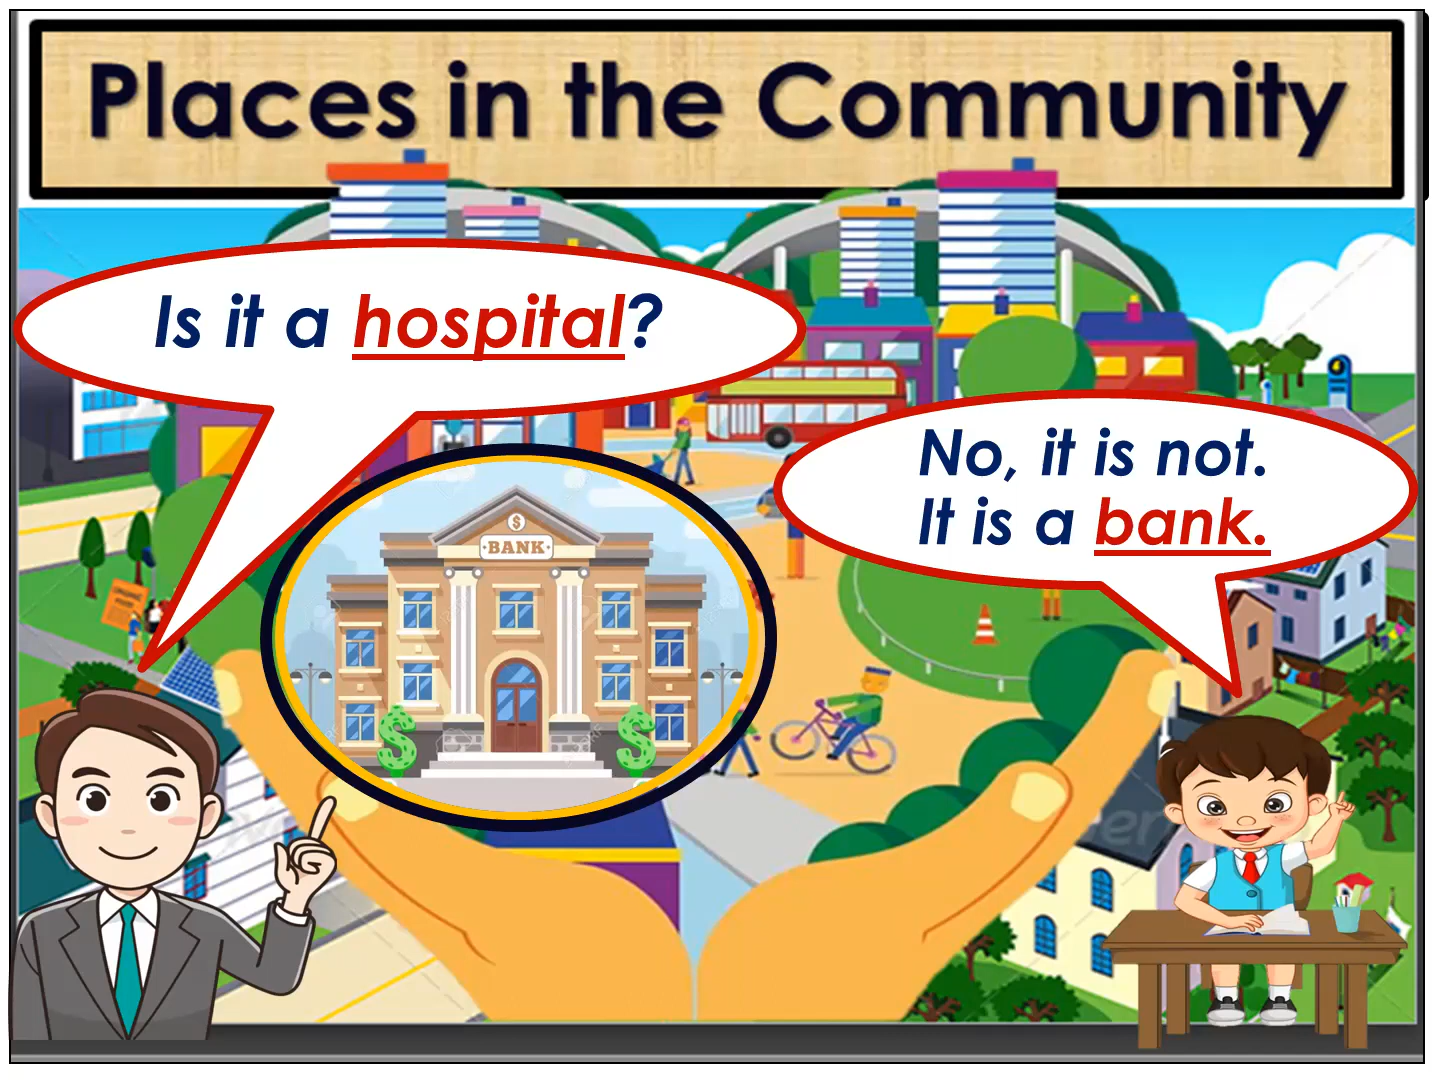 Places in the Community
Is it a hospital?
No, it is not.
It is a bank.
$
BANK